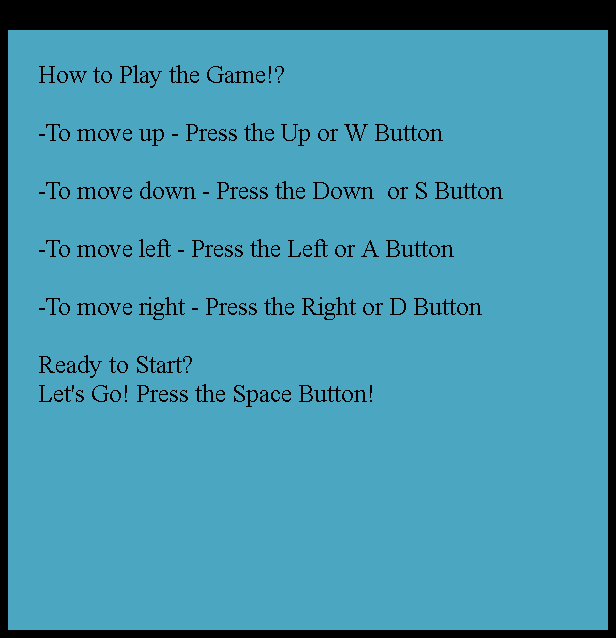 How to Play the Game!?
-To move up - Press the Up or W Button
-To move down - Press the Down  or S Button
-To move left - Press the Left or A Button
-To move right - Press the Right or D Button
Ready to Start?
Let's Go! Press the Space Button!